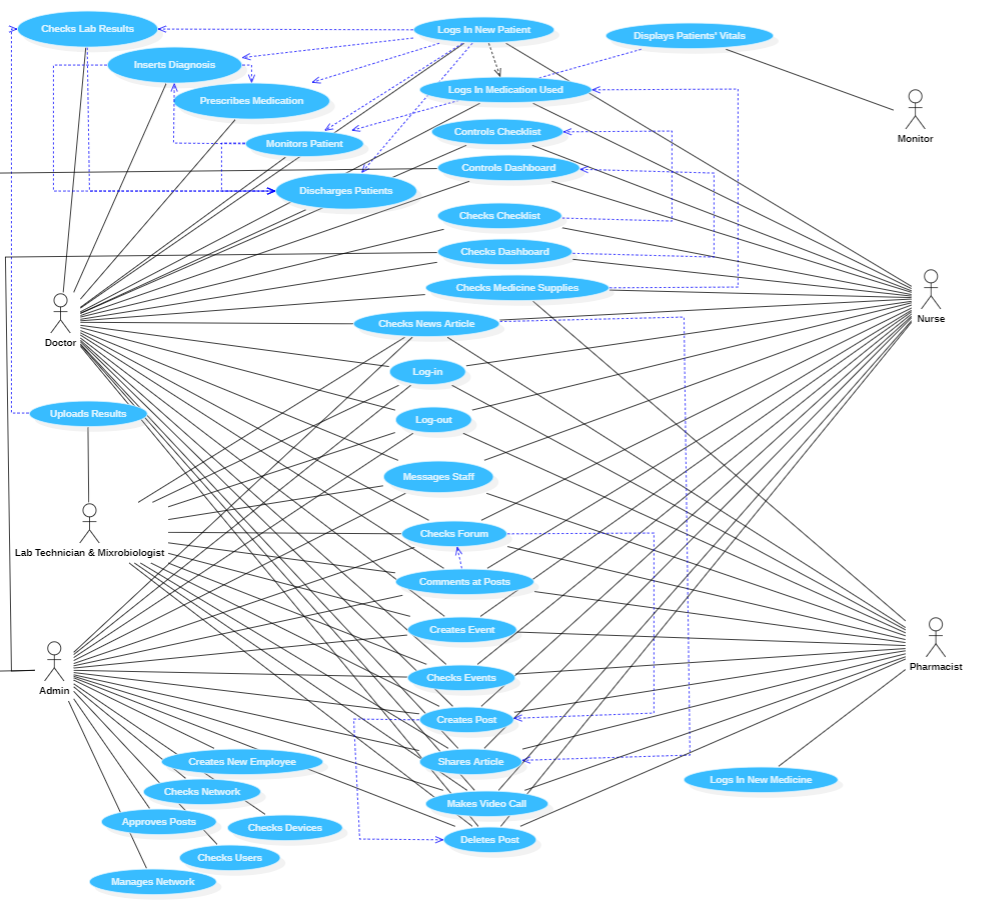 Checks Lab Results
Logs In New Patient
Displays Patients' Vitals
Inserts Diagnosis
Prescribes Medication
Logs In Medication Used
Monitor
Controls Checklist
Monitors Patient
Controls Dashboard
Discharges Patients
Checks Checklist
Checks Dashboard
Checks Medicine Supplies
Nurse
Checks News Article
Doctor
Log-in
Uploads Results
Log-out
Messages Staff
Checks Forum
Lab Technician & Mixrobiologist
Comments at Posts
Creates Event
Pharmacist
Checks Events
Admin
Creates Post
Creates New Employee
Shares Article
Logs In New Medicine
Checks Network
Makes Video Call
Approves Posts
Checks Devices
Deletes Post
Checks Users
Manages Network